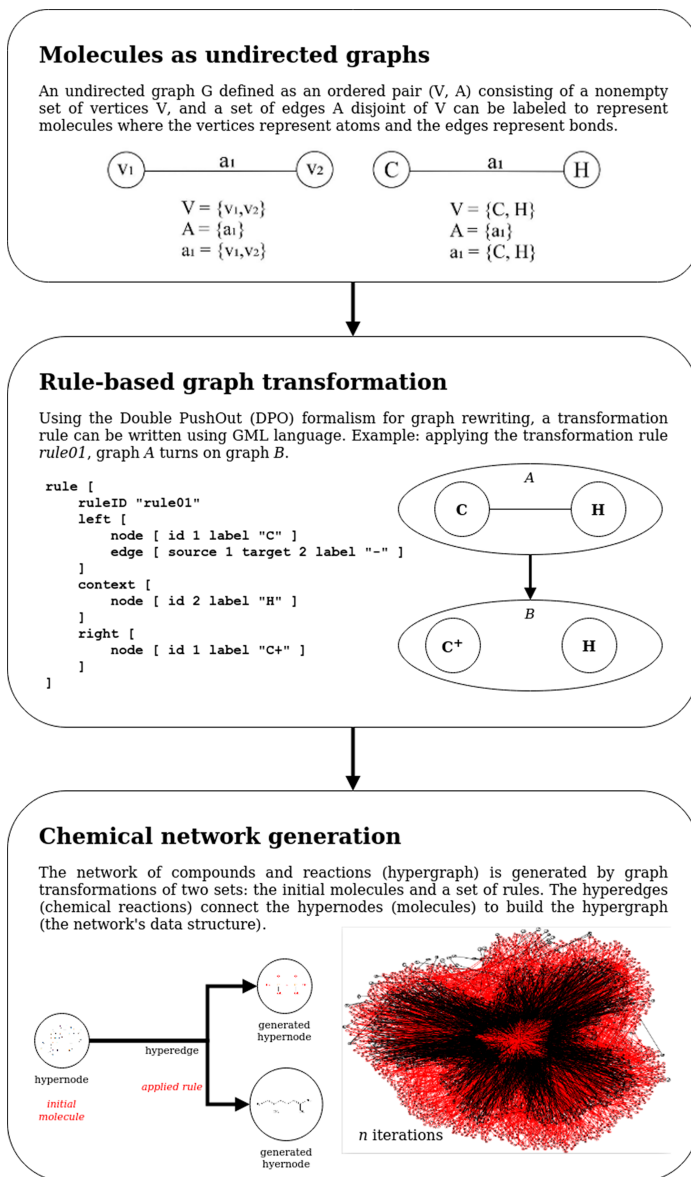 Molecules as undirected graphs
An undirected graph G defined as an ordered pair (V, A) consisting of a nonempty
set of vertices V, and a set of edges A disjoint of V can be labeled to represent
molecules where the vertices represent atoms and the edges represent bonds.
v₁ a₁ v₂ C a₁ H
V = {v₁,v₂} V = {C, H}
A = {a₁} A = {a₁}
a₁ = {v₁,v₂} a₁ = {C, H}
Rule-based graph transformation
Using the Double PushOut (DPO) formalism for graph rewriting, a transformation
rule can be written using GML language. Example: applying the transformation rule
rule01, graph A turns on graph B.
rule [
ruleID "rule01"
left [
node [ id 1 label "C" ]
edge [ source 1 target 2 label "-" ]
]
context [
node [ id 2 label "H" ]
]
right [
node [ id 1 label "C+" ]
]
]
A
C H
B
C⁺ H
Chemical network generation
The network of compounds and reactions (hypergraph) is generated by graph
transformations of two sets: the initial molecules and a set of rules. The hyperedges
(chemical reactions) connect the hypernodes (molecules) to build the hypergraph
(the network's data structure).
hypernode
initial
molecule
hyperedge
applied rule
generated
hypernode
generated
hyernode
n iterations